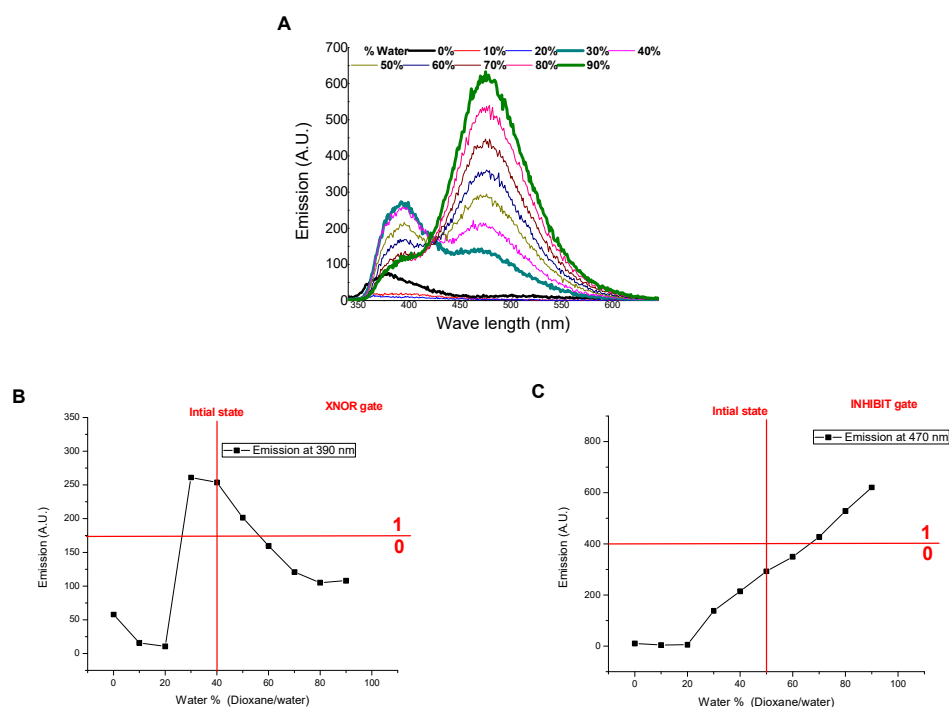 A
700
600
500
400
300
200
100
0
Emission (A.U.)
% Water 0% 10% 20% 30% 40%
50% 60% 70% 80% 90%
350 400 450 500 550 600
Wave length (nm)
B
Intial state
XNOR gate
Emission at 390 nm
350
300
250
200
150
100
50
0
Emission (A.U.)
1
0
0 20 40 60 80 100
Water % (Dioxane/water)
C
Intial state
INHIBIT gate
Emission at 470 nm
800
600
400
200
0
Emission (A.U.)
1
0
0 20 40 60 80 100
Water % (Dioxane/water)